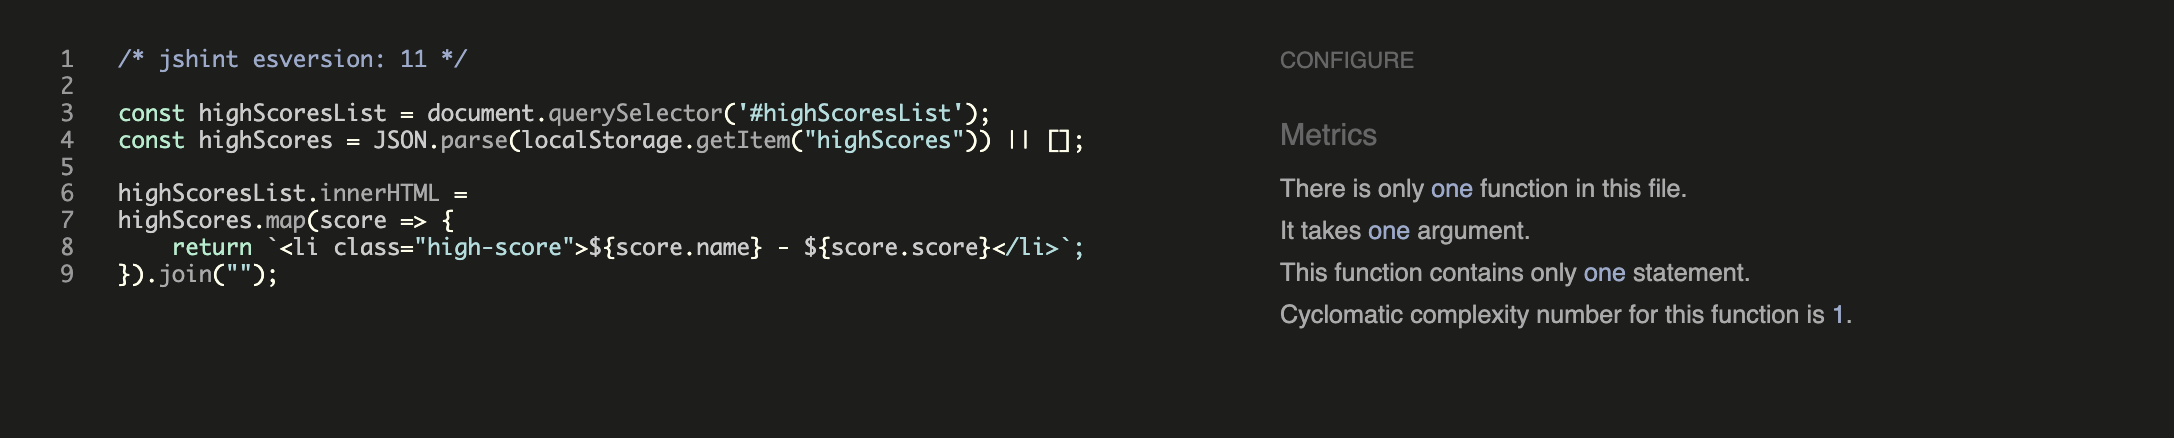 1 /* jshint esversion: 11 */
2
3 const highScoresList = document.querySelector('#highScoresList');
4 const highScores = JSON.parse(localStorage.getItem("highScores")) || [];
5
6 highScoresList.innerHTML =
7 highScores.map(score => {
8     return `<li class="high-score">${score.name} - ${score.score}</li>`;
9 }).join("");
CONFIGURE
Metrics
There is only one function in this file.
It takes one argument.
This function contains only one statement.
Cyclomatic complexity number for this function is 1.